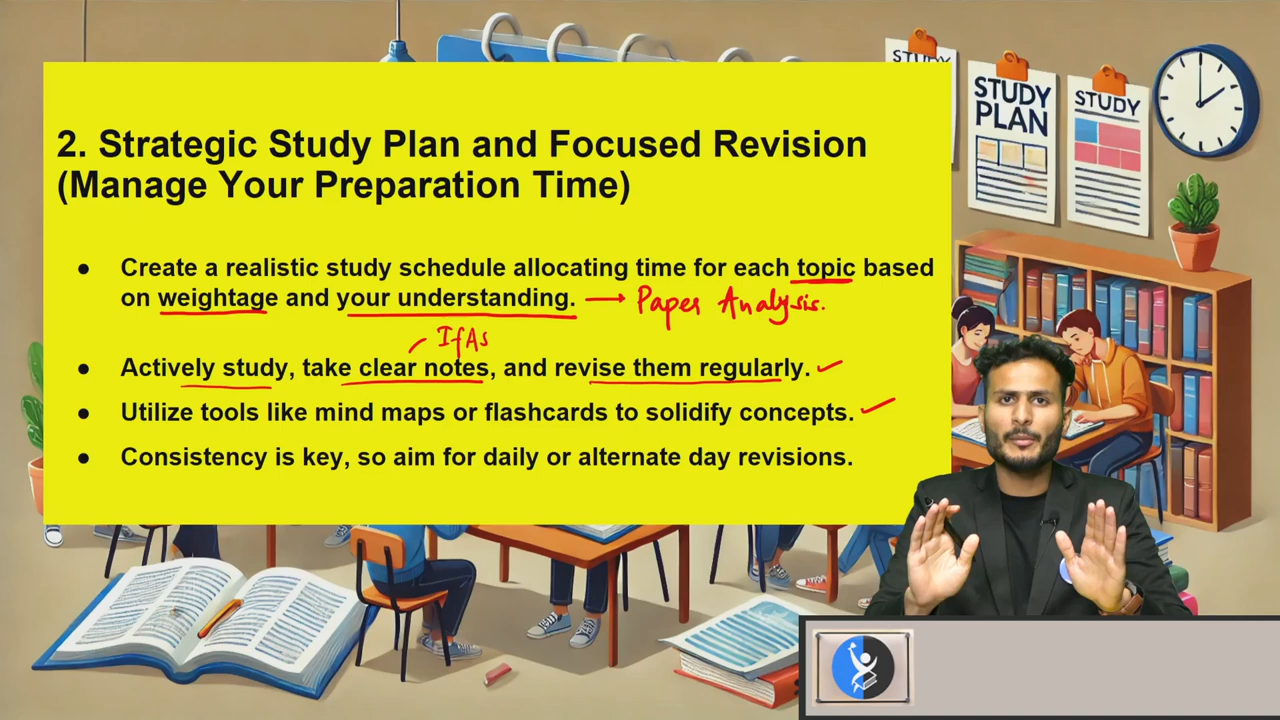 STUDY
STUDY
PLAN
STUDY
2. Strategic Study Plan and Focused Revision
(Manage Your Preparation Time)
● Create a realistic study schedule allocating time for each topic based
on weightage and your understanding. → Paper Analysis.
IfAs
● Actively study, take clear notes, and revise them regularly. ✓
● Utilize tools like mind maps or flashcards to solidify concepts. ✓
● Consistency is key, so aim for daily or alternate day revisions.